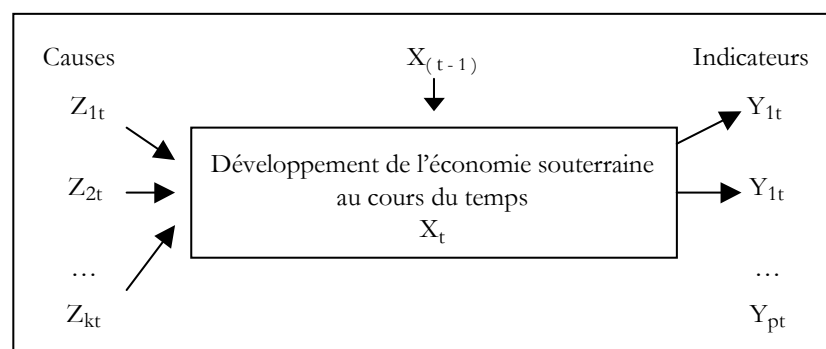 Causes
X(t-1)
Indicateurs
Z1t
Y1t
Développement de l’économie souterraine
au cours du temps
Xt
Z2t
Y1t
…
…
Zkt
Ypt